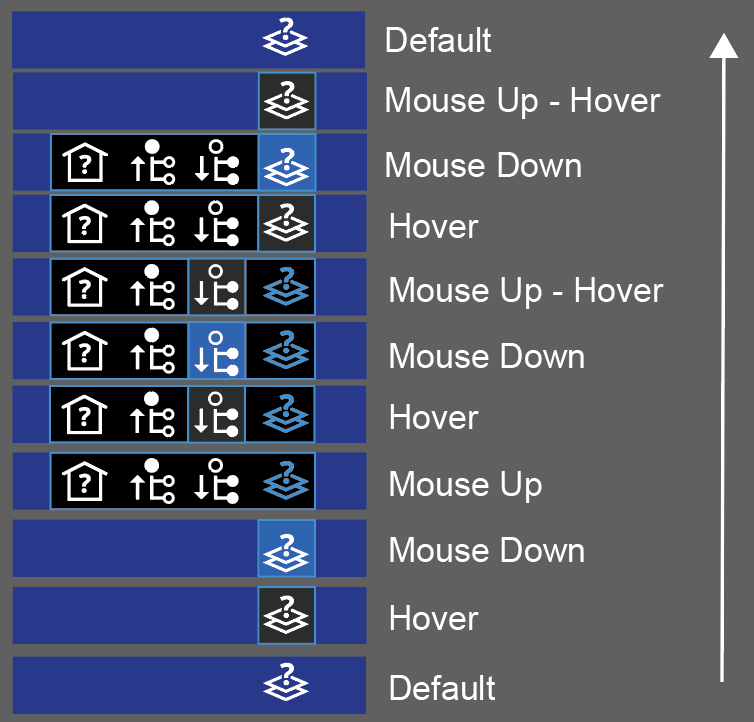 Default
Mouse Up - Hover
Mouse Down
Hover
Mouse Up - Hover
Mouse Down
Hover
Mouse Up
Mouse Down
Hover
Default